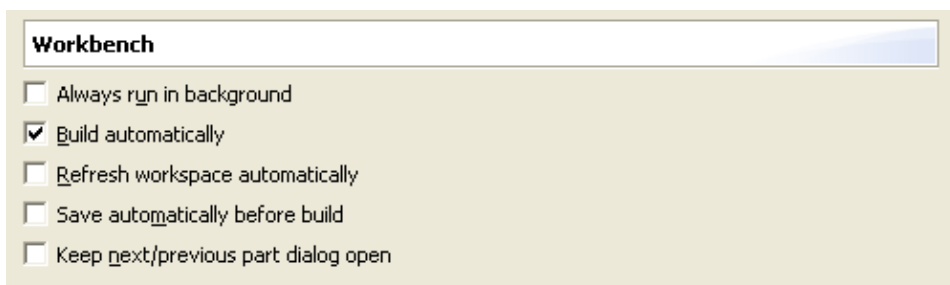 Workbench
Always run in background
Build automatically
Refresh workspace automatically
Save automatically before build
Keep next/previous part dialog open